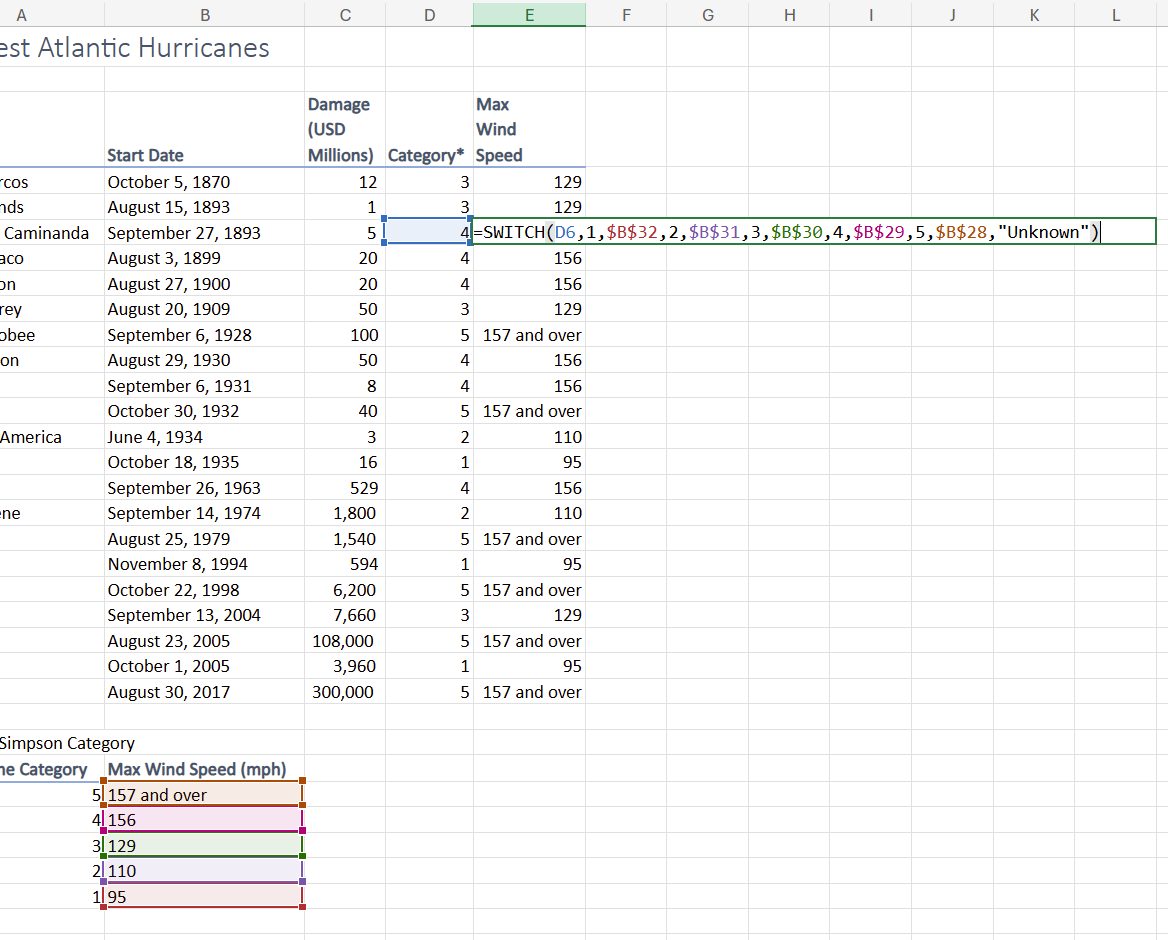 A B C D E F G H I J K L
est Atlantic Hurricanes
Damage Max
(USD Wind
Start Date Millions) Category* Speed
rcos October 5, 1870 12 3 129
nds August 15, 1893 1 3 129
Caminanda September 27, 1893 5 4 =SWITCH(D6,1,$B$32,2,$B$31,3,$B$30,4,$B$29,5,$B$28,"Unknown")
aco August 3, 1899 20 4 156
on August 27, 1900 20 4 156
rey August 20, 1909 50 3 129
obee September 6, 1928 100 5 157 and over
on August 29, 1930 50 4 156
September 6, 1931 8 4 156
October 30, 1932 40 5 157 and over
America June 4, 1934 3 2 110
October 18, 1935 16 1 95
September 26, 1963 529 4 156
ene September 14, 1974 1,800 2 110
August 25, 1979 1,540 5 157 and over
November 8, 1994 594 1 95
October 22, 1998 6,200 5 157 and over
September 13, 2004 7,660 3 129
August 23, 2005 108,000 5 157 and over
October 1, 2005 3,960 1 95
August 30, 2017 300,000 5 157 and over
Simpson Category
ne Category Max Wind Speed (mph)
5 157 and over
4 156
3 129
2 110
1 95